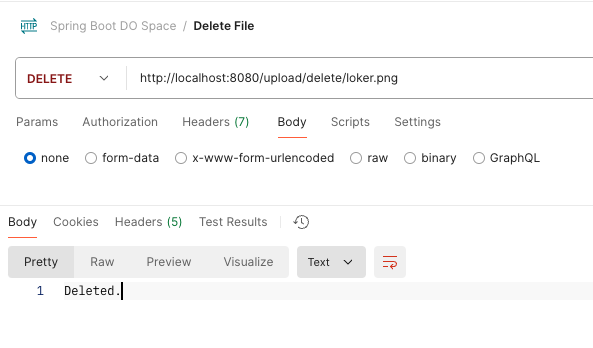 HTTP Spring Boot DO Space / Delete File
DELETE http://localhost:8080/upload/delete/loker.png
Params Authorization Headers (7) Body Scripts Settings
none form-data x-www-form-urlencoded raw binary GraphQL
Body Cookies Headers (5) Test Results
Pretty Raw Preview Visualize Text
1 Deleted.